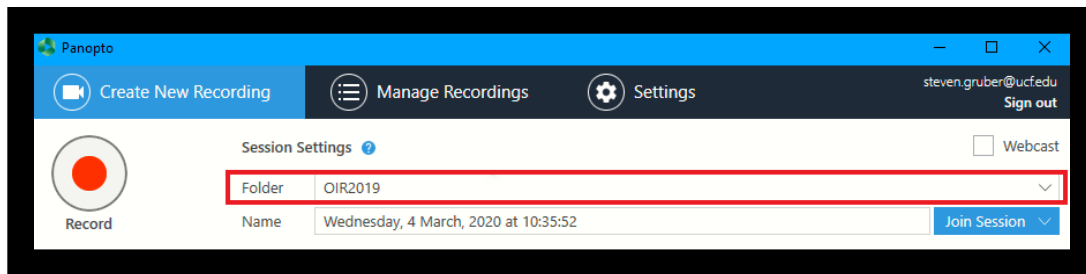 Panopto
Create New Recording Manage Recordings Settings steven.gruber@ucf.edu
Sign out
Session Settings ? Webcast
Folder OIR2019
Record Name Wednesday, 4 March, 2020 at 10:35:52 Join Session